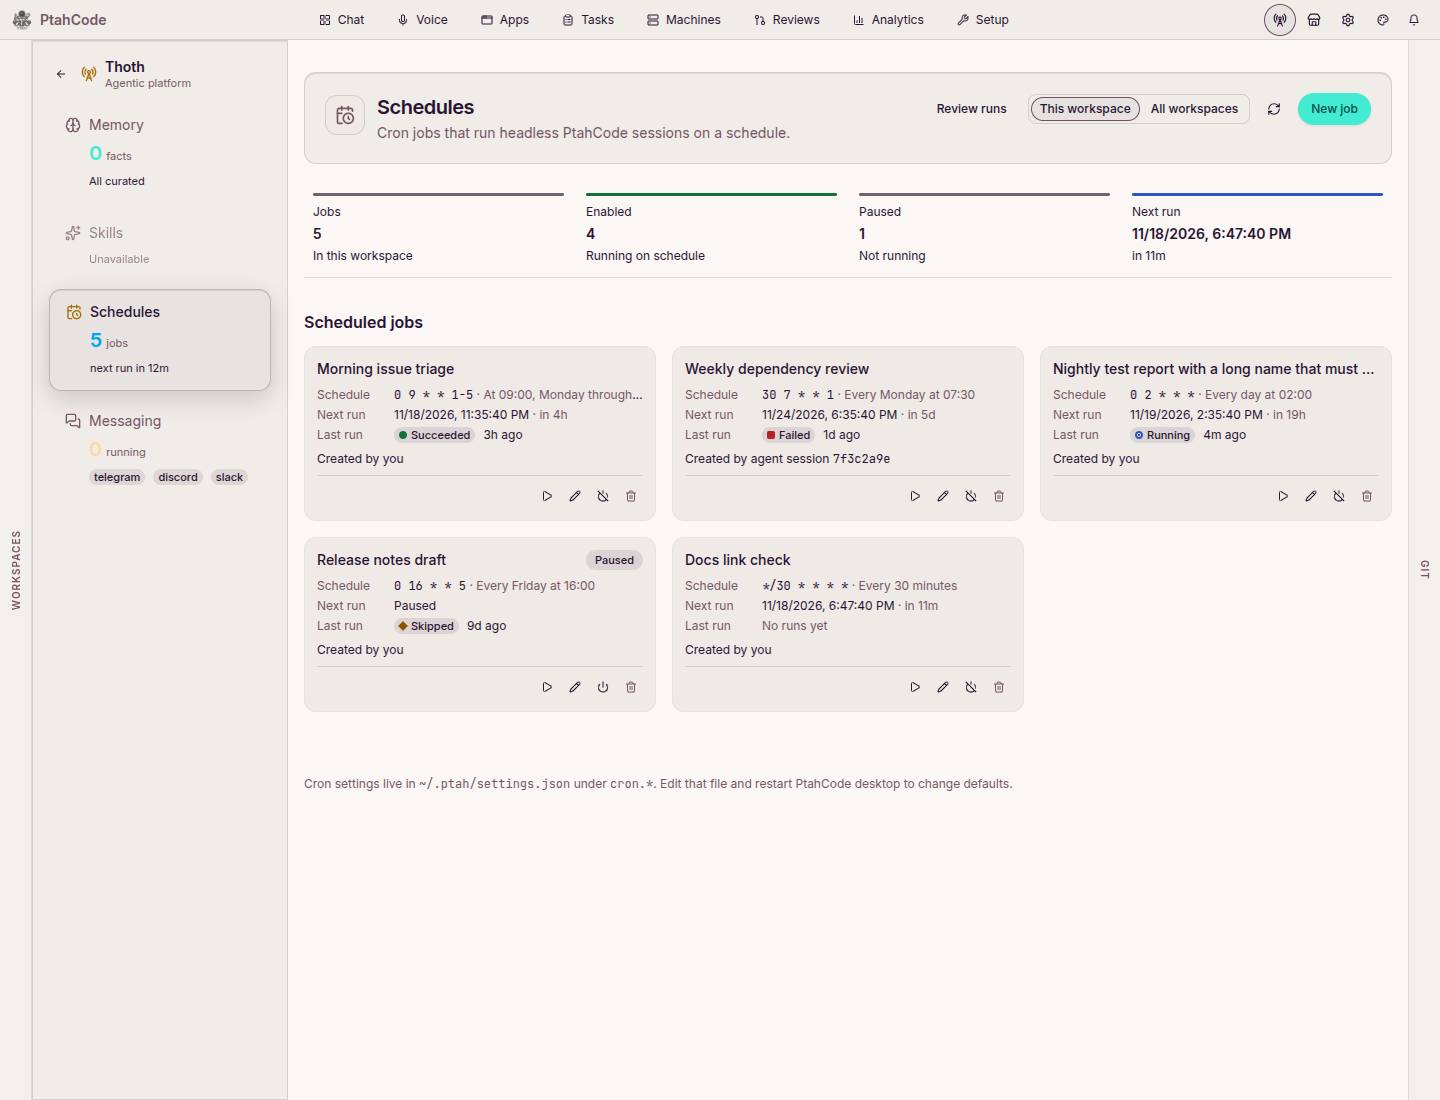 PtahCode
Chat
Voice
Apps
Tasks
Machines
Reviews
Analytics
Setup
WORKSPACES
Thoth
Agentic platform
Memory
0 facts
All curated
Skills
Unavailable
Schedules
5 jobs
next run in 12m
Messaging
0 running
telegram discord slack
Schedules
Cron jobs that run headless PtahCode sessions on a schedule.
Review runs
This workspace
All workspaces
New job
Jobs
5
In this workspace
Enabled
4
Running on schedule
Paused
1
Not running
Next run
11/18/2026, 6:47:40 PM
in 11m
Scheduled jobs
Morning issue triage
Schedule 0 9 * * 1-5 · At 09:00, Monday through...
Next run 11/18/2026, 11:35:40 PM · in 4h
Last run Succeeded 3h ago
Created by you
Weekly dependency review
Schedule 30 7 * * 1 · Every Monday at 07:30
Next run 11/24/2026, 6:35:40 PM · in 5d
Last run Failed 1d ago
Created by agent session 7f3c2a9e
Nightly test report with a long name that must ...
Schedule 0 2 * * * · Every day at 02:00
Next run 11/19/2026, 2:35:40 PM · in 19h
Last run Running 4m ago
Created by you
Release notes draft Paused
Schedule 0 16 * * 5 · Every Friday at 16:00
Next run Paused
Last run Skipped 9d ago
Created by you
Docs link check
Schedule */30 * * * * · Every 30 minutes
Next run 11/18/2026, 6:47:40 PM · in 11m
Last run No runs yet
Created by you
Cron settings live in ~/.ptah/settings.json under cron.*. Edit that file and restart PtahCode desktop to change defaults.
GIT